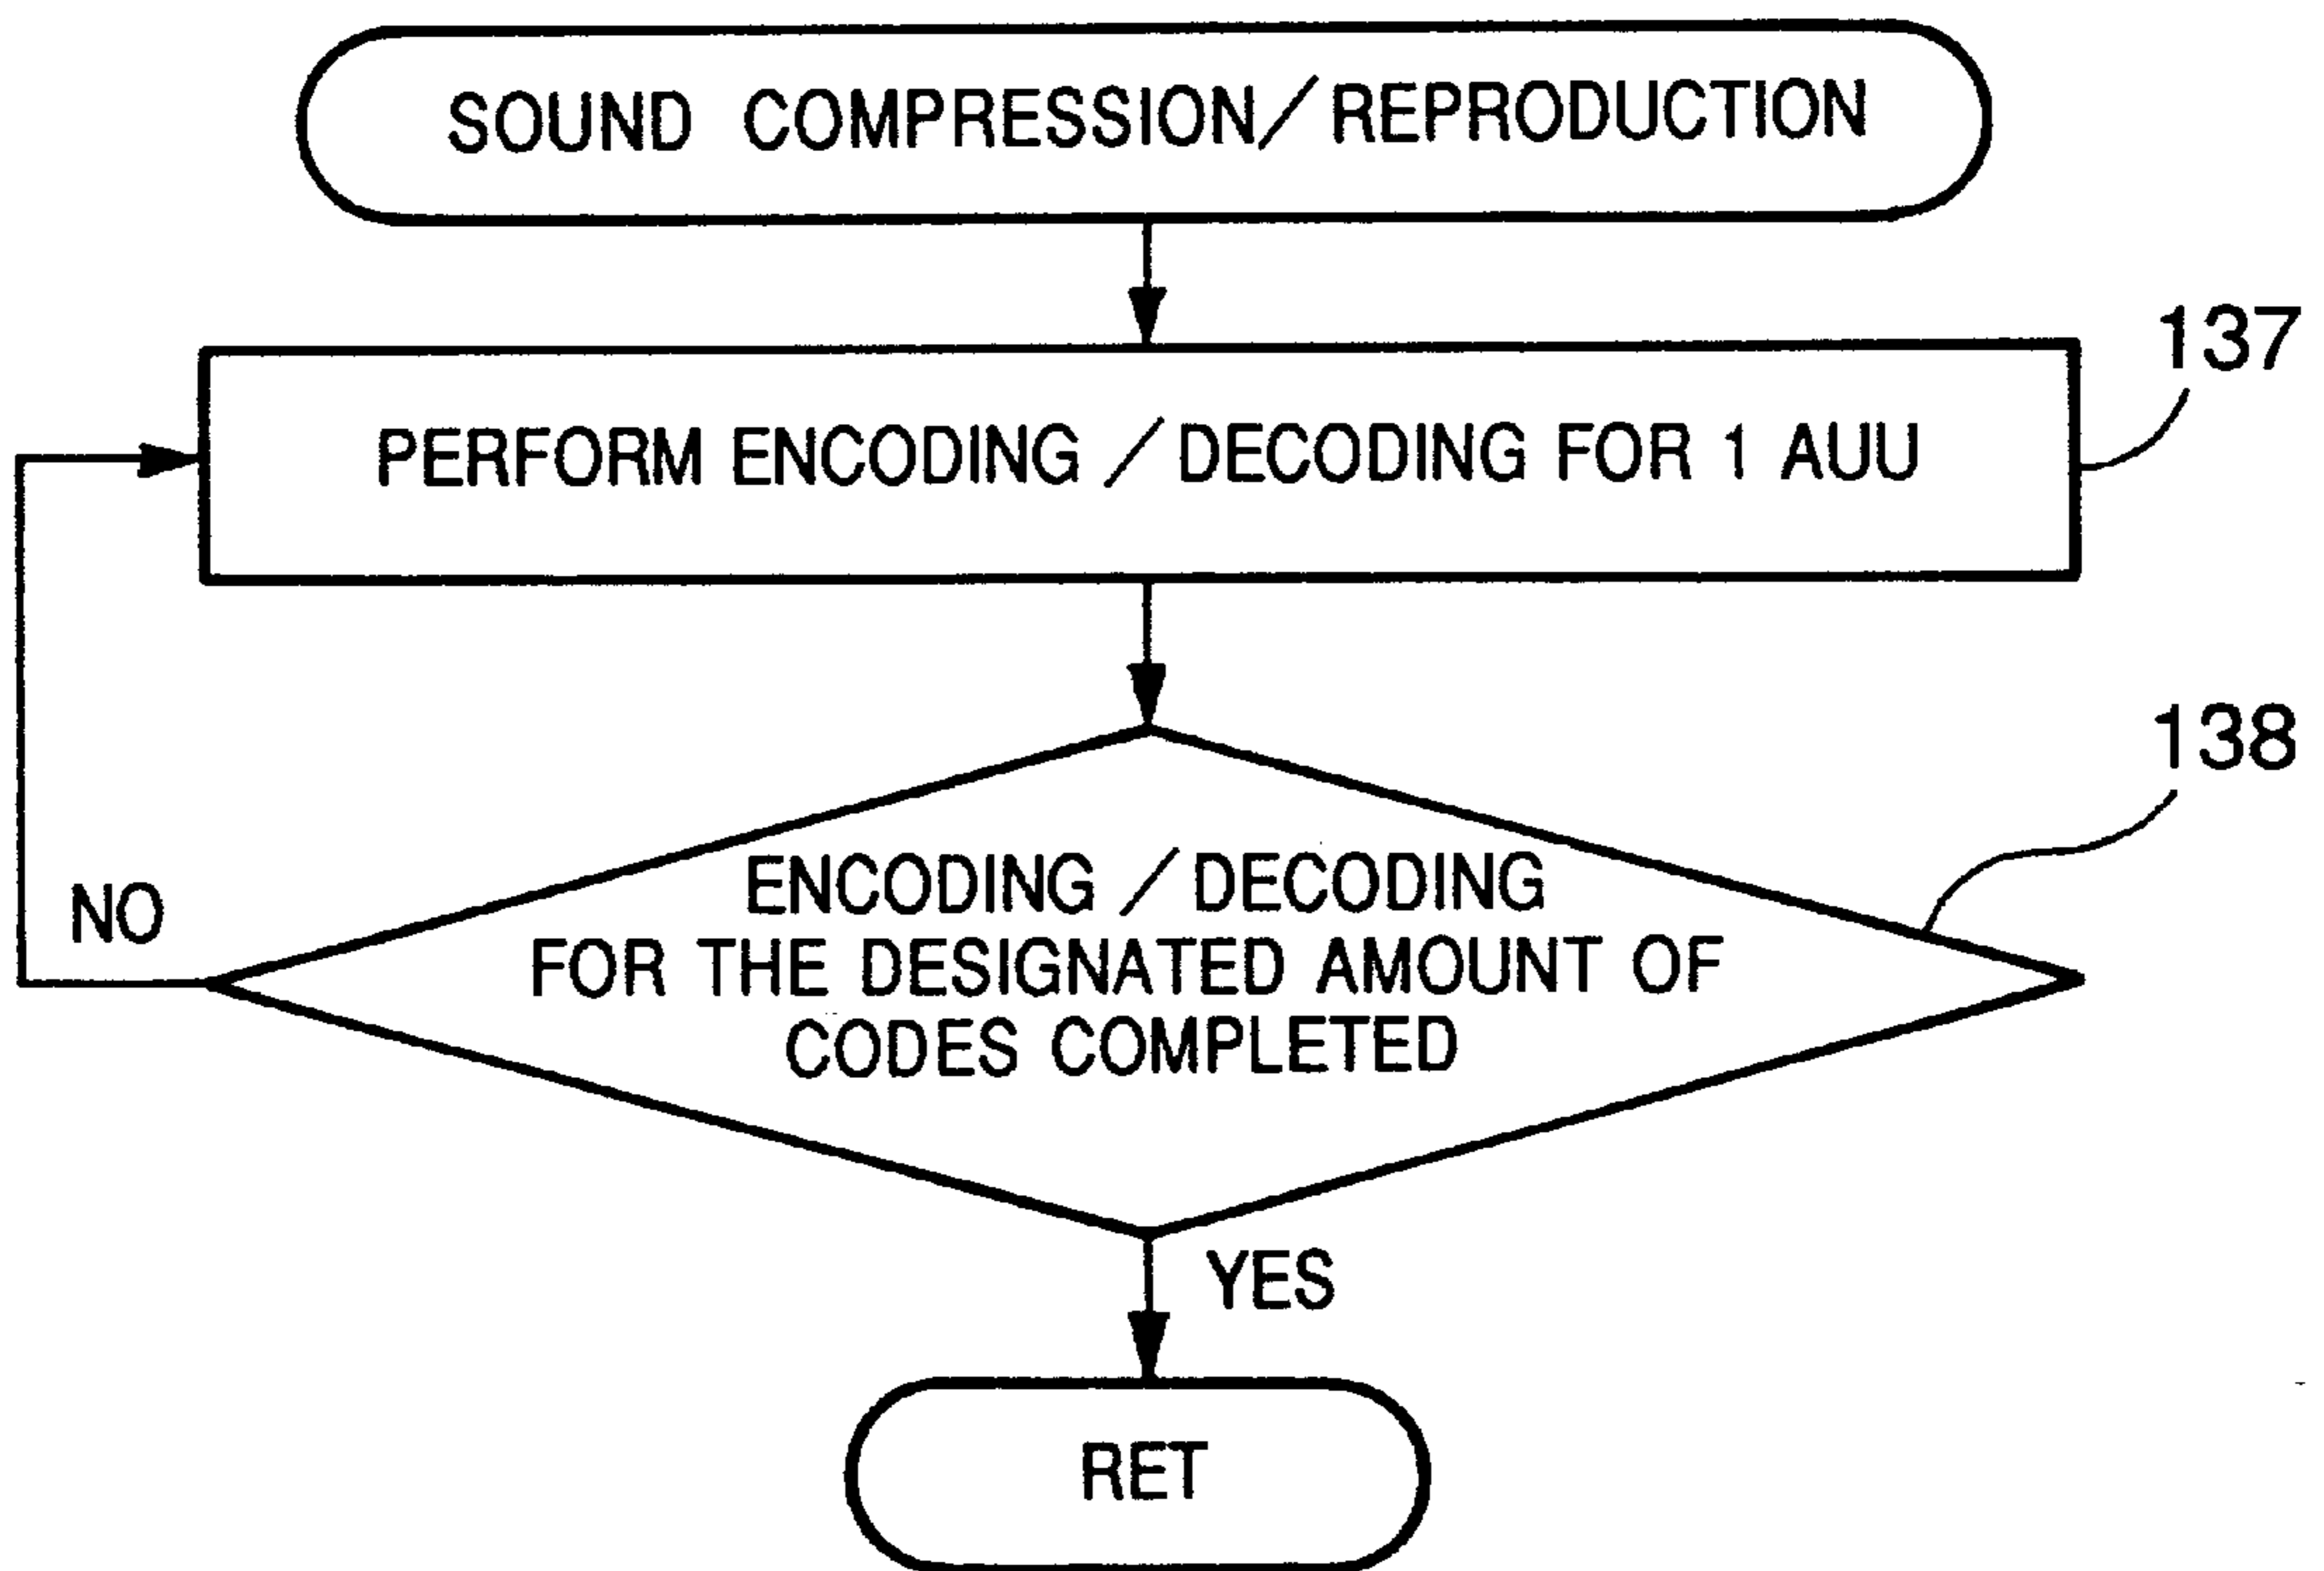 SOUND COMPRESSION/REPRODUCTION
137
PERFORM ENCODING / DECODING FOR 1 AUU
138
ENCODING / DECODING
FOR THE DESIGNATED AMOUNT OF
CODES COMPLETED
NO
YES
RET